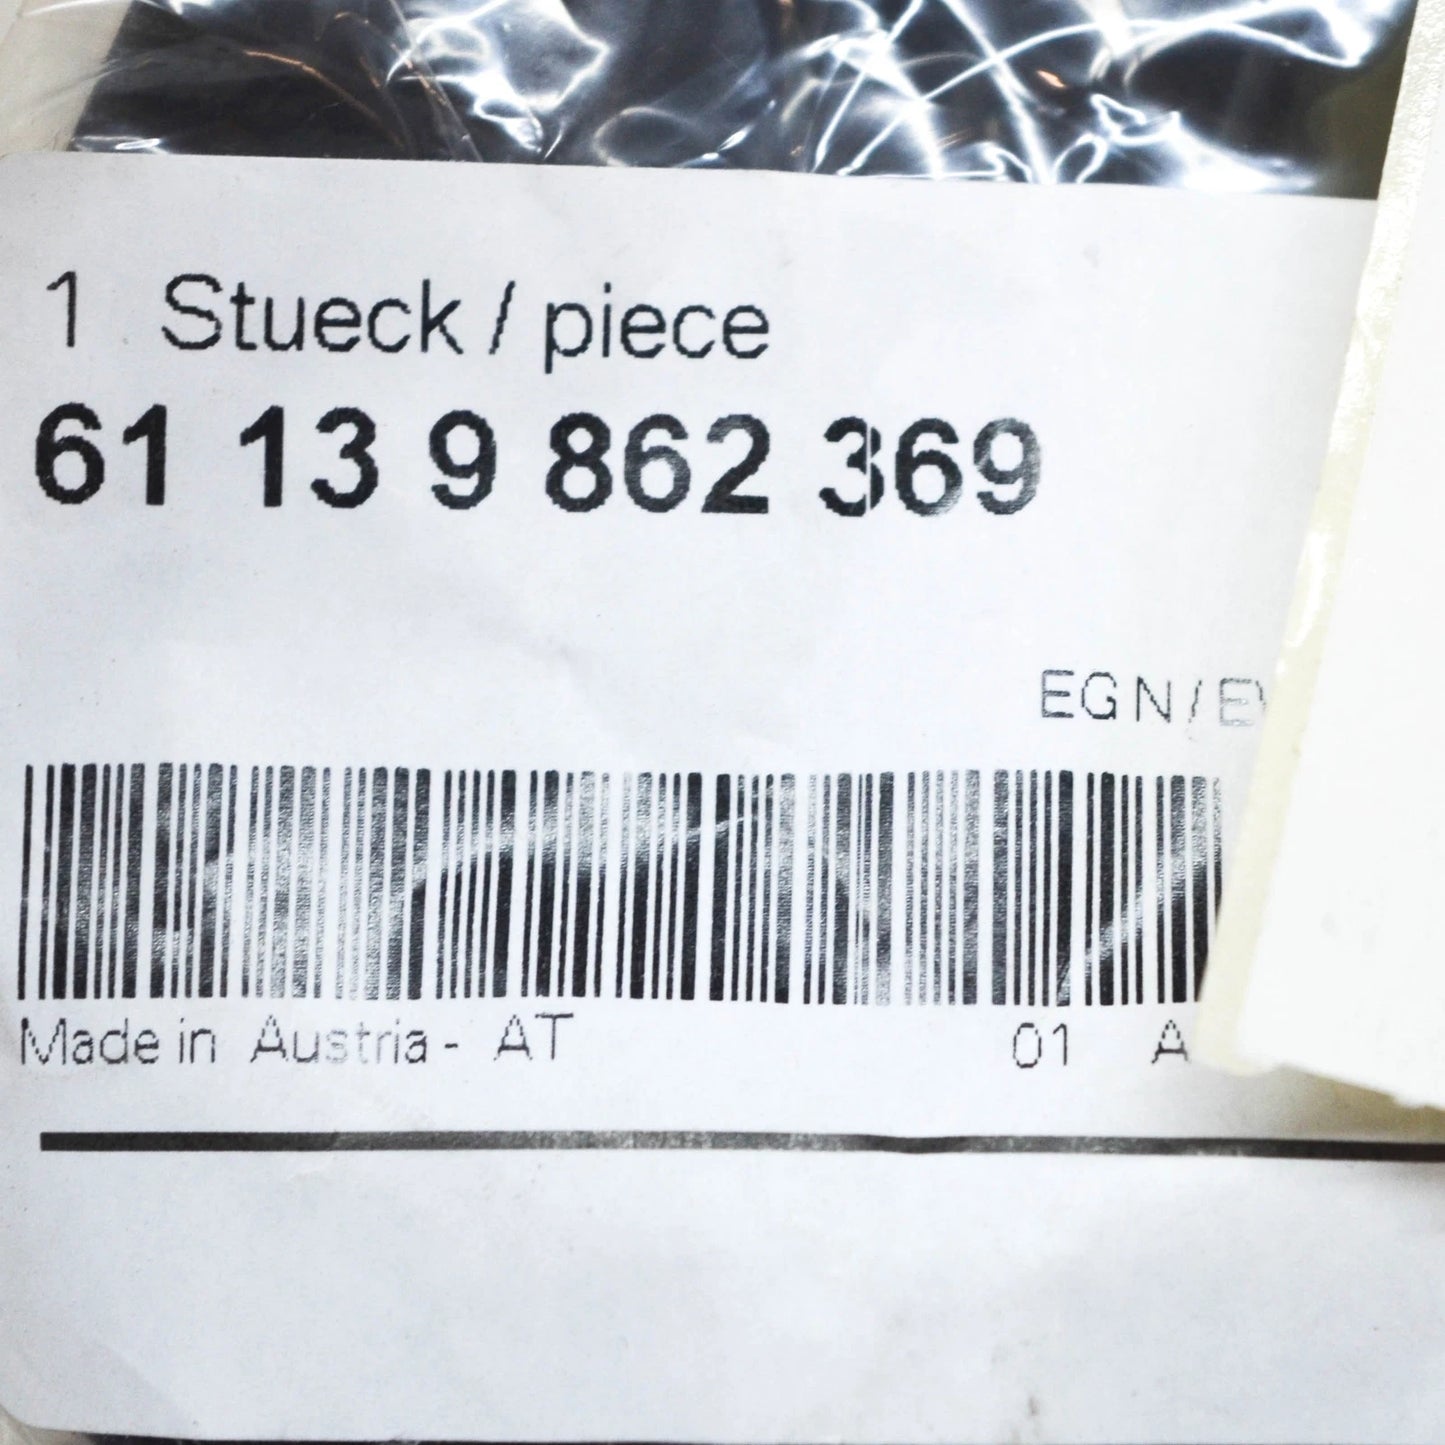 1 Stueck / piece
61 13 9 862 369
EGN/
Made in Austria - AT
01 A